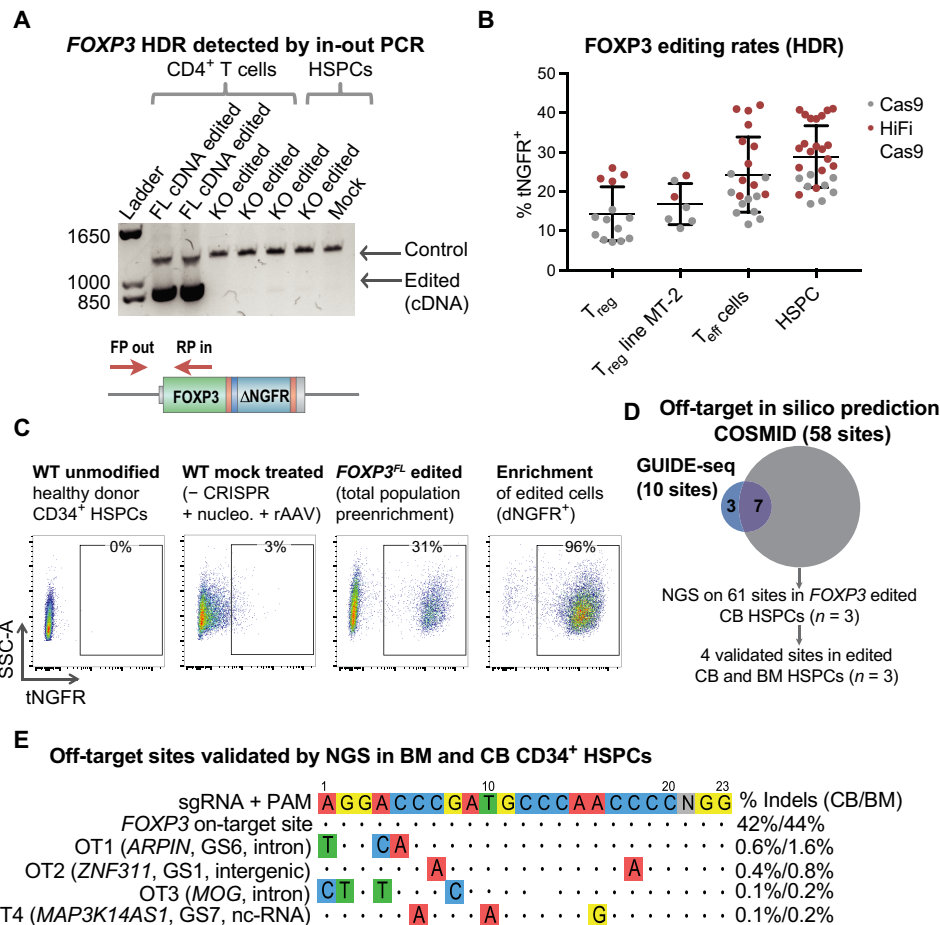 A
FOXP3 HDR detected by in-out PCR
CD4+ T cells
HSPCs
Ladder
FL cDNA edited
FL cDNA edited
KO edited
KO edited
KO edited
KO edited
Mock
1650
1000
850
Control
Edited
(cDNA)
FP out
RP in
FOXP3
ΔNGFR
B
FOXP3 editing rates (HDR)
% tNGFR+
50
40
30
20
10
0
Treg
Treg line MT-2
Teff cells
HSPC
Cas9
HiFi
Cas9
C
WT unmodified
healthy donor
CD34+ HSPCs
WT mock treated
(− CRISPR
+ nucleo. + rAAV)
FOXP3FL edited
(total population
preenrichment)
Enrichment
of edited cells
(dNGFR+)
0%
3%
31%
96%
SSC-A
tNGFR
D
Off-target in silico prediction
COSMID (58 sites)
GUIDE-seq
(10 sites)
3
7
NGS on 61 sites in FOXP3 edited
CB HSPCs (n = 3)
4 validated sites in edited
CB and BM HSPCs (n = 3)
E
Off-target sites validated by NGS in BM and CB CD34+ HSPCs
1 10 20 23
sgRNA + PAM A G G A C C C G A T G C C C A A C C C C N G G % Indels (CB/BM)
FOXP3 on-target site . . . . . . . . . . . . . . . . . . . . . . . 42%/44%
OT1 (ARPIN, GS6, intron) T . . C A . . . . . . . . . . . . . . . . . . 0.6%/1.6%
OT2 (ZNF311, GS1, intergenic) . . . . . . A . . . . . . . . . . A . . . . . 0.4%/0.8%
OT3 (MOG, intron) C T . T . . . C . . . . . . . . . . . . . . . 0.1%/0.2%
T4 (MAP3K14AS1, GS7, nc-RNA) . . . . . A . . . A . . . . . G . . . . . . . 0.1%/0.2%